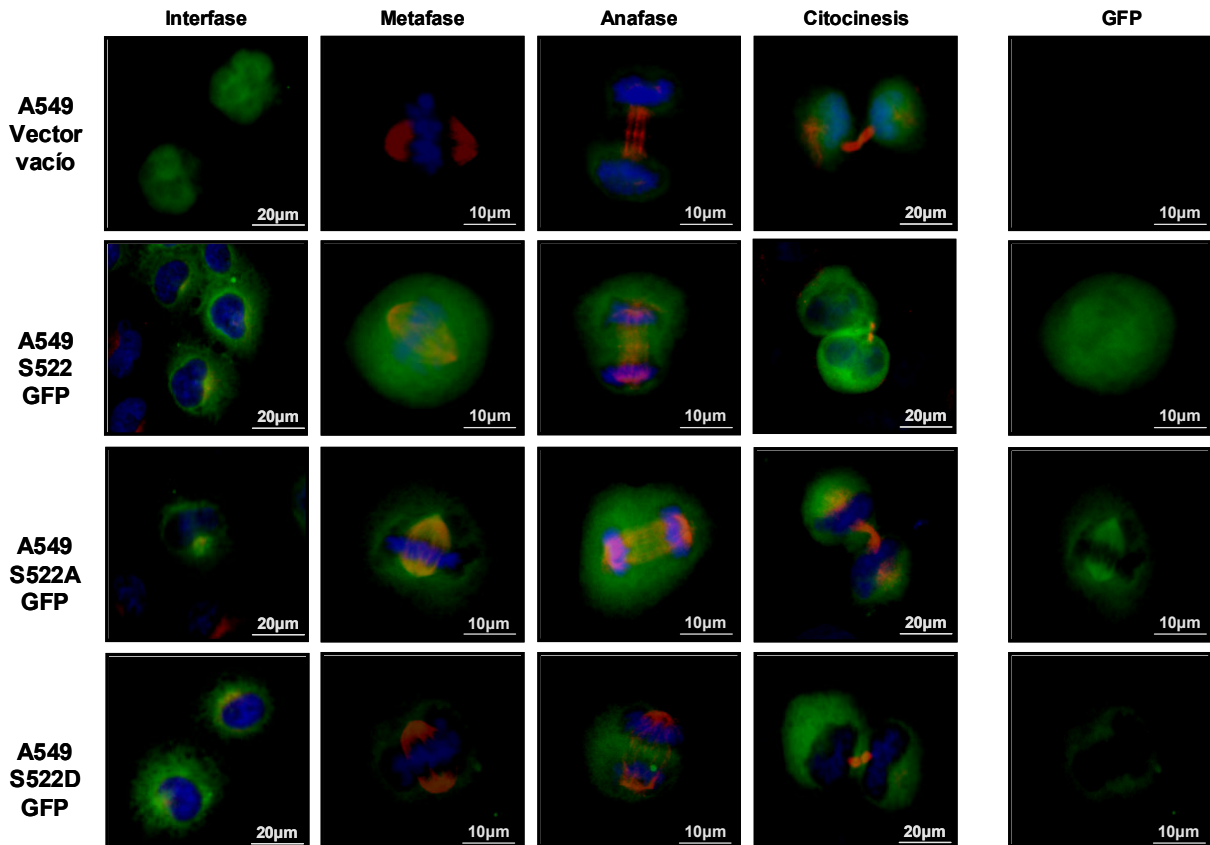 Interfase Metafase Anafase Citocinesis GFP
A549
Vector
vacío
20µm 10µm 10µm 20µm 10µm
A549
S522
GFP
20µm 10µm 10µm 20µm 10µm
A549
S522A
GFP
20µm 10µm 10µm 20µm 10µm
A549
S522D
GFP
20µm 10µm 10µm 20µm 10µm